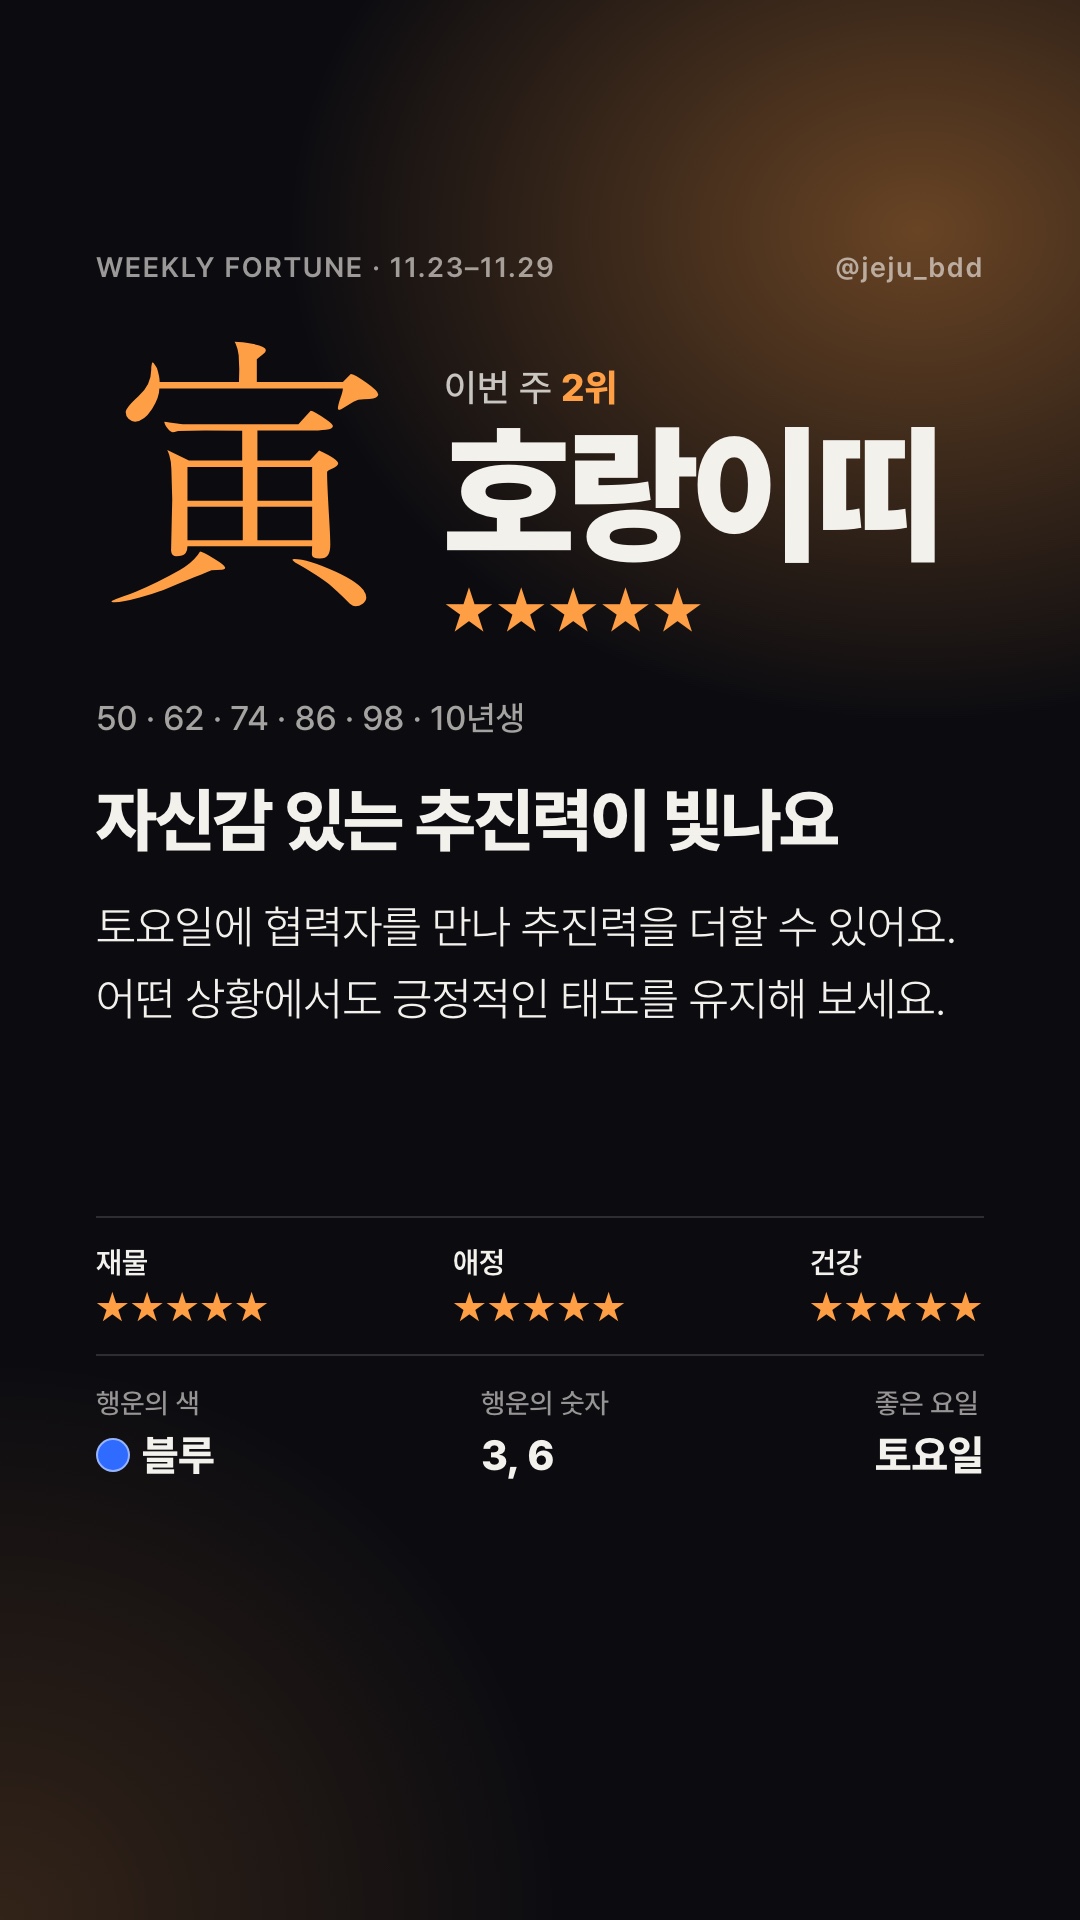 WEEKLY FORTUNE · 11.23–11.29
@jeju_bdd
寅
이번 주 2위
호랑이띠
★★★★★
50 · 62 · 74 · 86 · 98 · 10년생
자신감 있는 추진력이 빛나요
토요일에 협력자를 만나 추진력을 더할 수 있어요.
어떤 상황에서도 긍정적인 태도를 유지해 보세요.
재물
★★★★★
애정
★★★★★
건강
★★★★★
행운의 색
블루
행운의 숫자
3, 6
좋은 요일
토요일